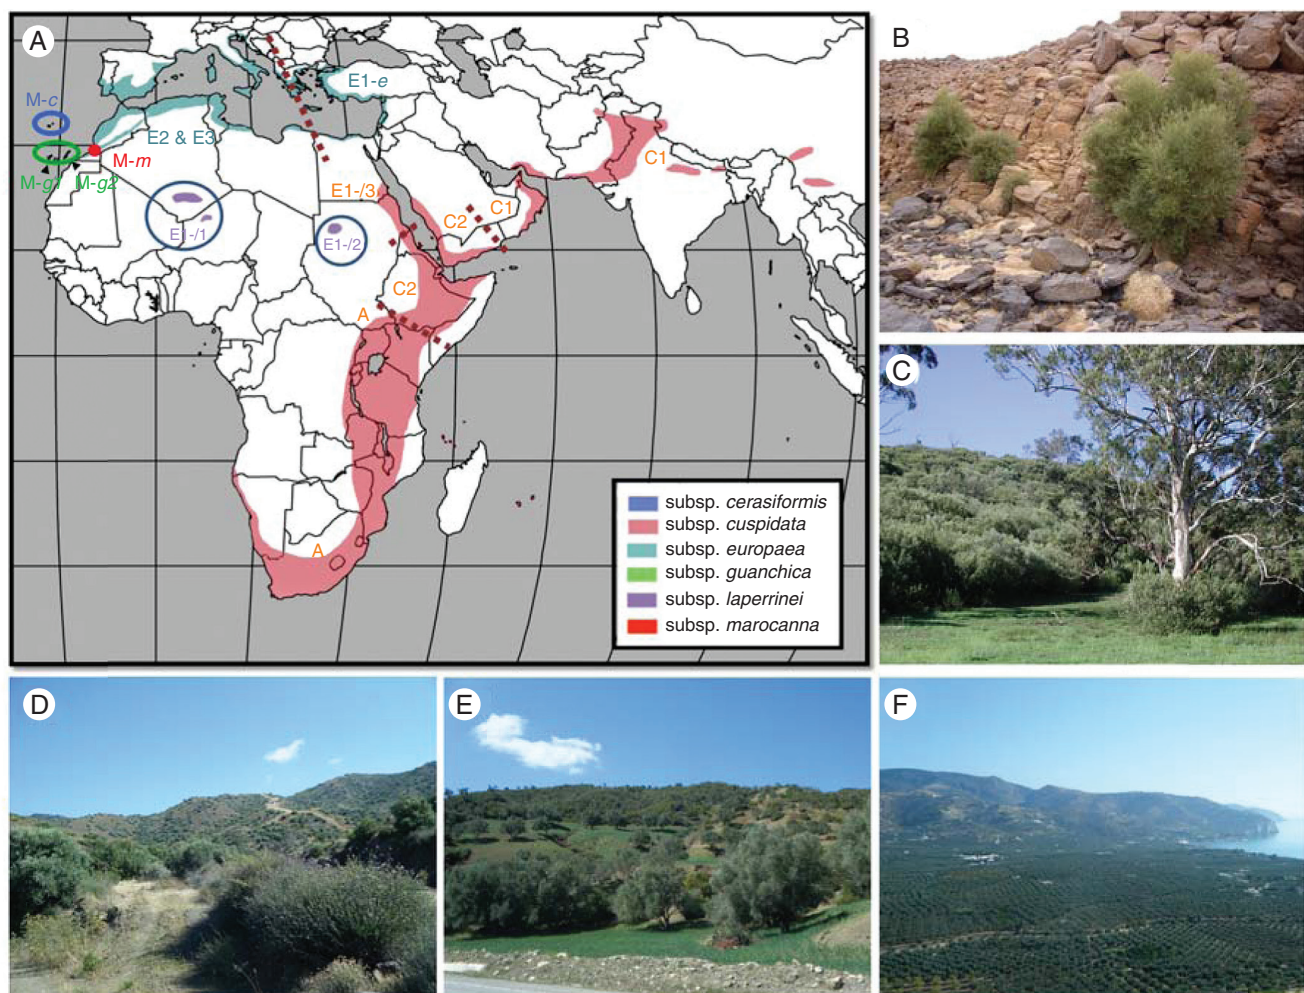 A
M-c
M-m
M-g1
M-g2
E1-e
E2 & E3
E1-/1
E1-/2
E1-/3
C1
C2
C1
C2
A
A
subsp. cerasiformis
subsp. cuspidata
subsp. europaea
subsp. guanchica
subsp. laperrinei
subsp. marocanna
B
C
D
E
F